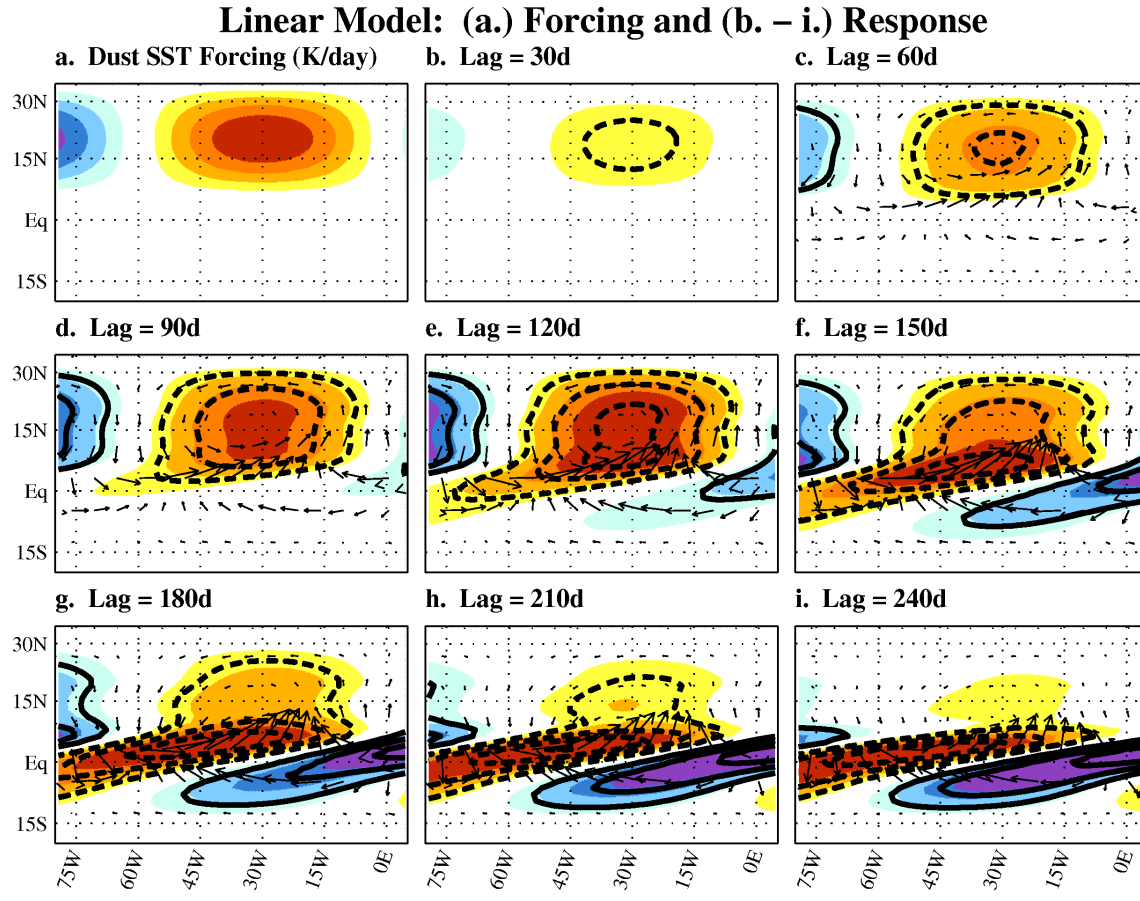 Linear Model: (a.) Forcing and (b. – i.) Response
a. Dust SST Forcing (K/day)
b. Lag = 30d
c. Lag = 60d
30N
15N
Eq
15S
d. Lag = 90d
e. Lag = 120d
f. Lag = 150d
30N
15N
Eq
15S
g. Lag = 180d
h. Lag = 210d
i. Lag = 240d
30N
15N
Eq
15S
75W 60W 45W 30W 15W 0E
75W 60W 45W 30W 15W 0E
75W 60W 45W 30W 15W 0E